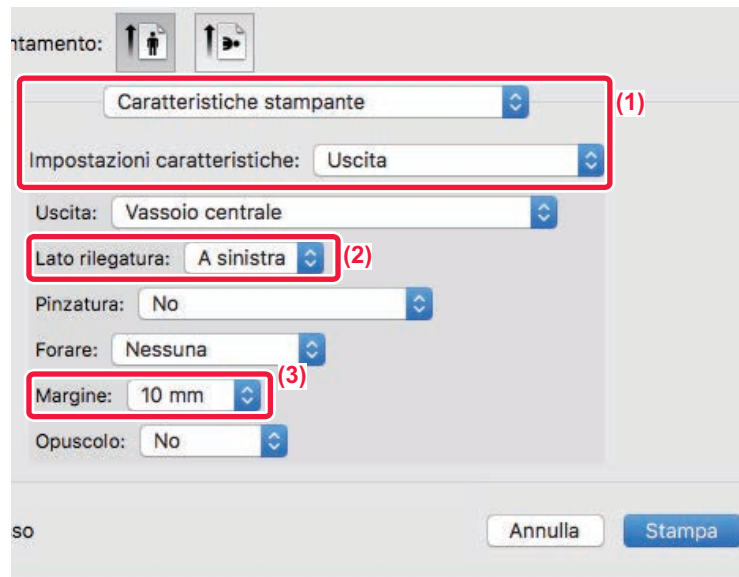 ntamento:
Caratteristiche stampante
(1)
Impostazioni caratteristiche: Uscita
Uscita: Vassoio centrale
Lato rilegatura: A sinistra (2)
Pinzatura: No
Forare: Nessuna
(3)
Margine: 10 mm
Opuscolo: No
so Annulla Stampa